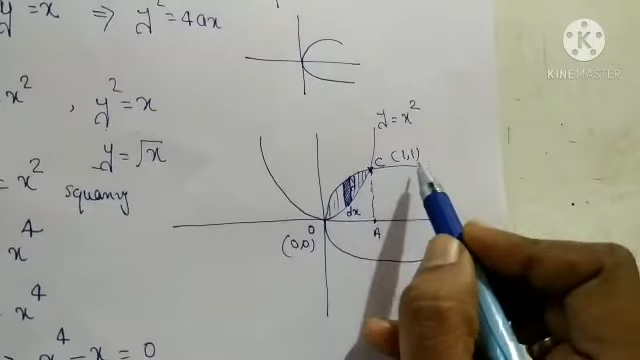 y = x ⇒ y² = 4ax
x²
, y² = x
y = √x
= x²
squaring
x⁴
= x⁴
x⁴ - x = 0
y = x²
C (1,1)
dx
O
A
(0,0)
KINEMASTER